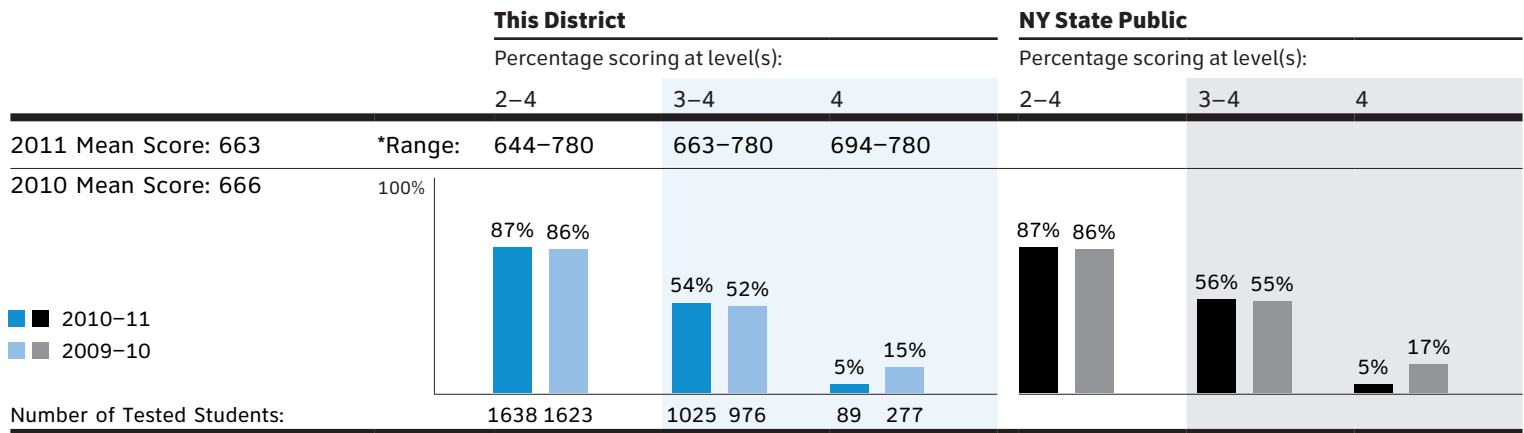 This District NY State Public
Percentage scoring at level(s): Percentage scoring at level(s):
2–4 3–4 4 2–4 3–4 4
2011 Mean Score: 663 *Range: 644–780 663–780 694–780
2010 Mean Score: 666 100%
87% 86% 54% 52% 5% 15% 87% 86% 56% 55% 5% 17%
2010–11
2009–10
Number of Tested Students: 1638 1623 1025 976 89 277